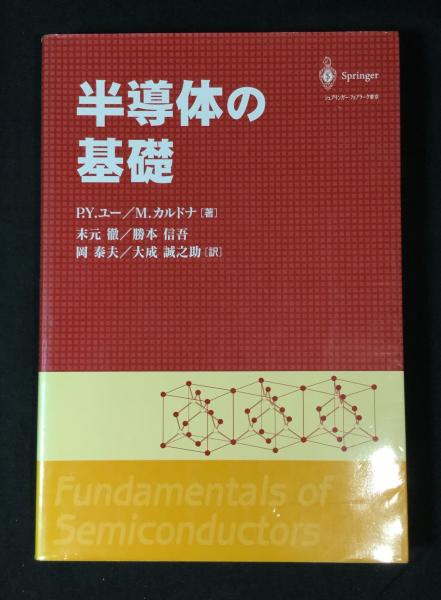 Springer
シュプリンガー・フェアラーク東京
半導体の
基礎
P.Y.ユー／M.カルドナ［著］
末元 徹／勝本 信吾
岡 泰夫／大成 誠之助［訳］
Fundamentals of
Semiconductors